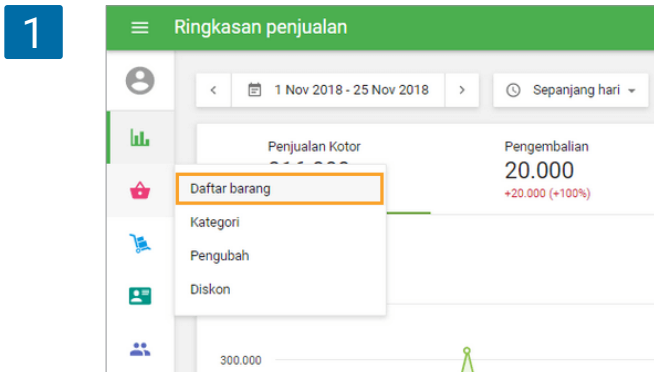 1
Ringkasan penjualan
1 Nov 2018 - 25 Nov 2018
Sepanjang hari
Penjualan Kotor
Pengembalian
20.000
+20.000 (+100%)
Daftar barang
Kategori
Pengubah
Diskon
300.000